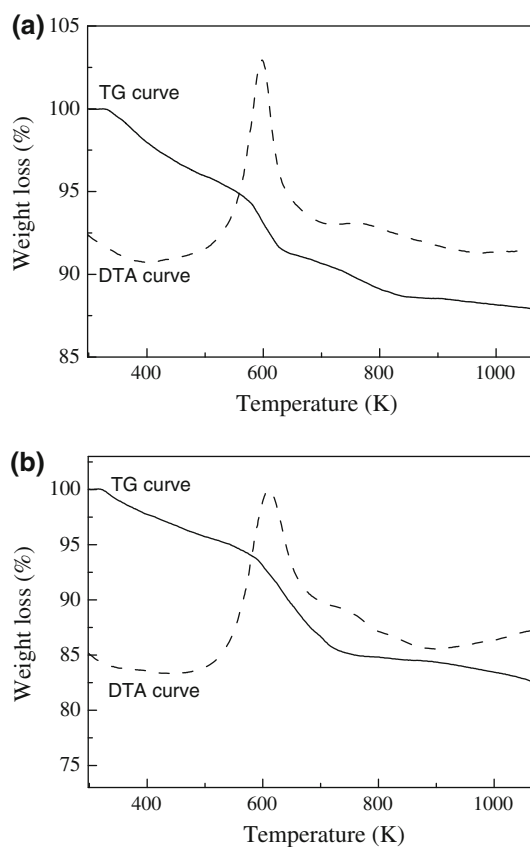 (a)
105
100
95
90
85
Weight loss (%)
TG curve
DTA curve
400 600 800 1000
Temperature (K)
(b)
100
95
90
85
80
75
Weight loss (%)
TG curve
DTA curve
400 600 800 1000
Temperature (K)